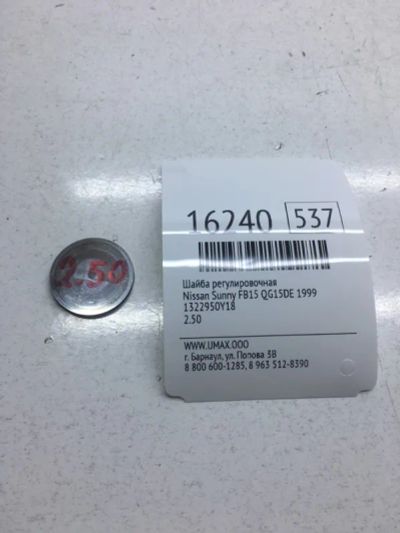 16240 537
2.50
Шайба регулировочная
Nissan Sunny FB15 QG15DE 1999
1322950Y18
2.50
WWW.UMAX.OOO
г. Барнаул, ул. Попова 3В
8 800 600-1285, 8 963 512-8390